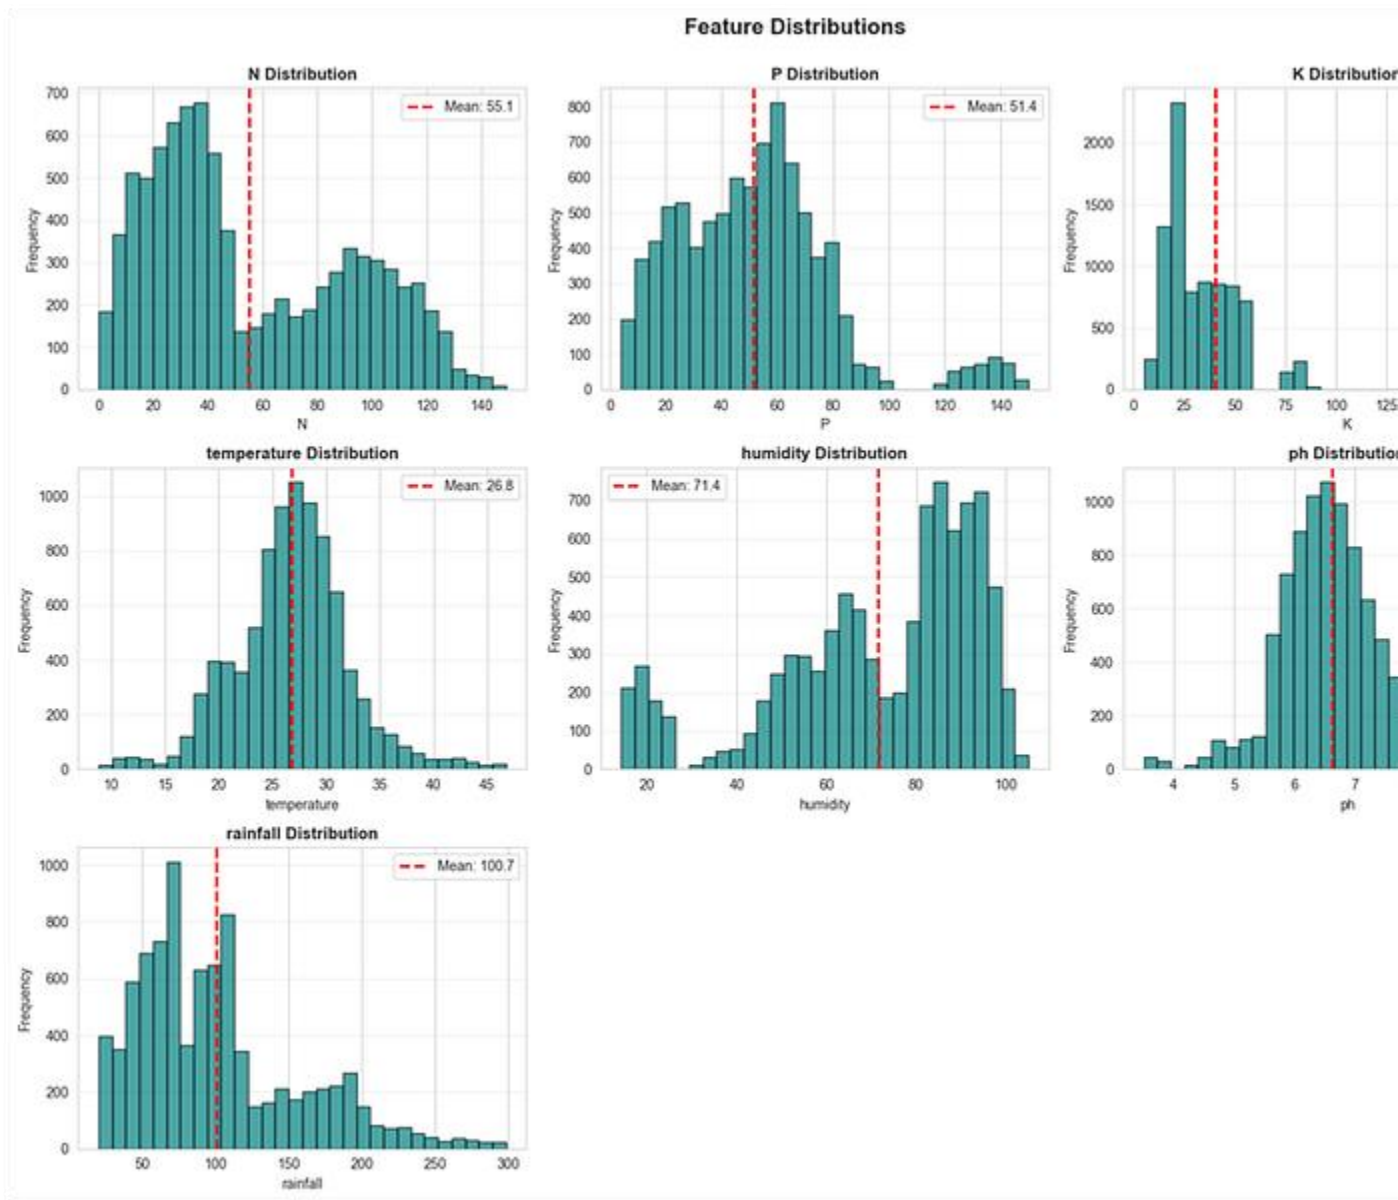 Feature Distributions
N Distribution
700
600
500
400
300
200
100
0
Frequency
Mean: 55.1
0 20 40 60 80 100 120 140
N
P Distribution
800
700
600
500
400
300
200
100
0
Frequency
Mean: 51.4
0 20 40 60 80 100 120 140
P
K Distribution
2000
1500
1000
500
0
Frequency
0 25 50 75 100 125
K
temperature Distribution
1000
800
600
400
200
0
Frequency
Mean: 26.8
10 15 20 25 30 35 40 45
temperature
humidity Distribution
700
600
500
400
300
200
100
0
Frequency
Mean: 71.4
20 40 60 80 100
humidity
ph Distribution
1000
800
600
400
200
0
Frequency
4 5 6 7
ph
rainfall Distribution
1000
800
600
400
200
0
Frequency
Mean: 100.7
50 100 150 200 250 300
rainfall